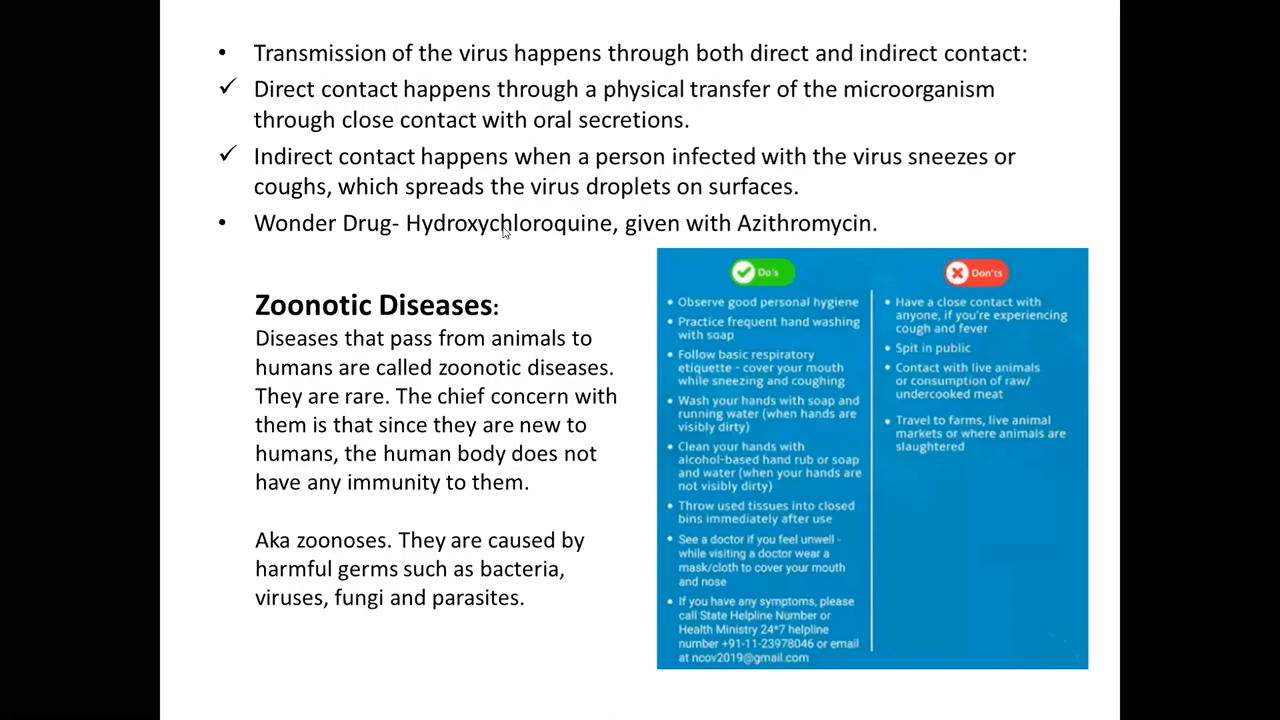 • Transmission of the virus happens through both direct and indirect contact:
✓ Direct contact happens through a physical transfer of the microorganism
through close contact with oral secretions.
✓ Indirect contact happens when a person infected with the virus sneezes or
coughs, which spreads the virus droplets on surfaces.
• Wonder Drug- Hydroxychloroquine, given with Azithromycin.
Zoonotic Diseases:
Diseases that pass from animals to
humans are called zoonotic diseases.
They are rare. The chief concern with
them is that since they are new to
humans, the human body does not
have any immunity to them.
Aka zoonoses. They are caused by
harmful germs such as bacteria,
viruses, fungi and parasites.
Do's
• Observe good personal hygiene
• Practice frequent hand washing
with soap
• Follow basic respiratory
etiquette - cover your mouth
while sneezing and coughing
• Wash your hands with soap and
running water (when hands are
visibly dirty)
• Clean your hands with
alcohol-based hand rub or soap
and water (when your hands are
not visibly dirty)
• Throw used tissues into closed
bins immediately after use
• See a doctor if you feel unwell -
while visiting a doctor wear a
mask/cloth to cover your mouth
and nose
• If you have any symptoms, please
call State Helpline Number or
Health Ministry 24*7 helpline
number +91-11-23978046 or email
at ncov2019@gmail.com
Don'ts
• Have a close contact with
anyone, if you're experiencing
cough and fever
• Spit in public
• Contact with live animals
or consumption of raw/
undercooked meat
• Travel to farms, live animal
markets or where animals are
slaughtered